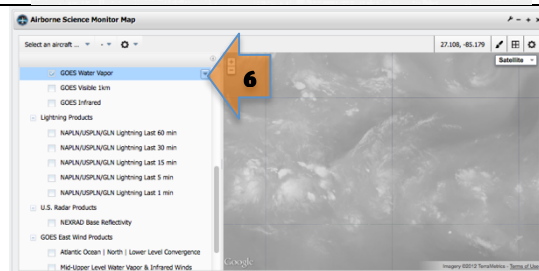 Airborne Science Monitor Map
Select an aircraft ...
27.108, -85.179
Satellite
GOES Water Vapor
6
GOES Visible 1km
GOES Infrared
Lightning Products
NAPLN/USPLN/GLN Lightning Last 60 min
NAPLN/USPLN/GLN Lightning Last 30 min
NAPLN/USPLN/GLN Lightning Last 15 min
NAPLN/USPLN/GLN Lightning Last 5 min
NAPLN/USPLN/GLN Lightning Last 1 min
U.S. Radar Products
NEXRAD Base Reflectivity
GOES East Wind Products
Atlantic Ocean | North | Lower Level Convergence
Mid-Upper Level Water Vapor & Infrared Winds
Google
Imagery ©2012 TerraMetrics - Terms of Use